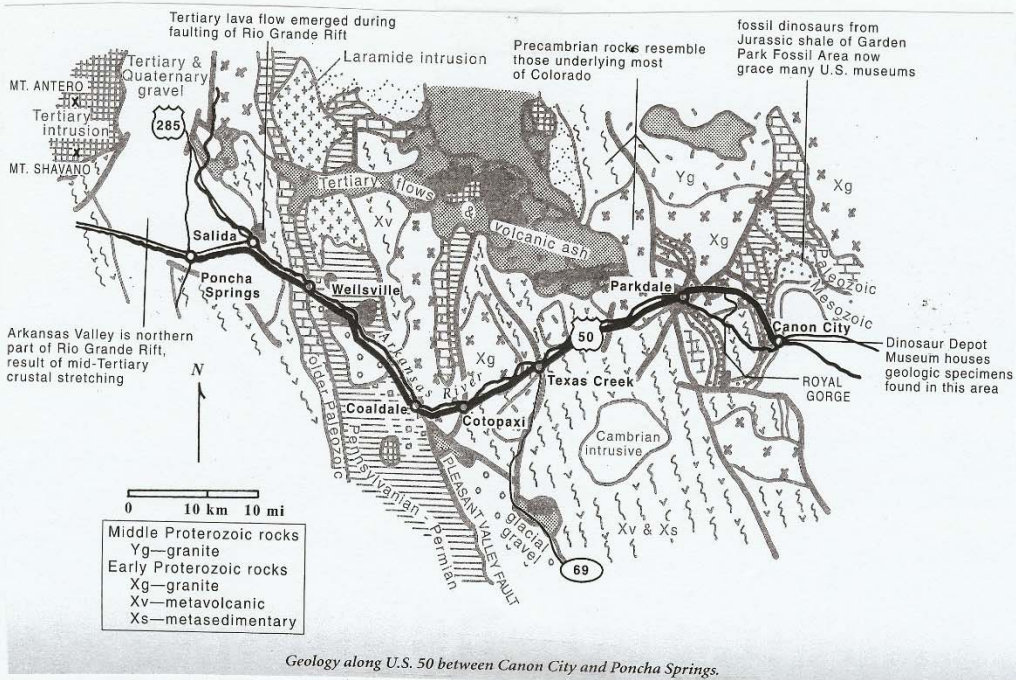 Tertiary lava flow emerged during
faulting of Rio Grande Rift
Laramide intrusion
Precambrian rocks resemble
those underlying most
of Colorado
fossil dinosaurs from
Jurassic shale of Garden
Park Fossil Area now
grace many U.S. museums
Tertiary &
Quaternary
gravel
MT. ANTERO
x
Tertiary
intrusion
x
MT. SHAVANO
285
Tertiary flows & volcanic ash
Xv
Yg
Xg
Xg
Salida
Poncha
Springs
Wellsville
Parkdale
Paleozoic
Mesozoic
Canon City
50
Arkansas River
Xg
Texas Creek
Coaldale
Cotopaxi
ROYAL
GORGE
Dinosaur Depot
Museum houses
geologic specimens
found in this area
Arkansas Valley is northern
part of Rio Grande Rift,
result of mid-Tertiary
crustal stretching
N
older Paleozoic
Pennsylvanian - Permian
PLEASANT VALLEY FAULT
glacial
gravel
Cambrian
intrusive
Xv & Xs
69
0 10 km 10 mi
Middle Proterozoic rocks
Yg—granite
Early Proterozoic rocks
Xg—granite
Xv—metavolcanic
Xs—metasedimentary
Geology along U.S. 50 between Canon City and Poncha Springs.